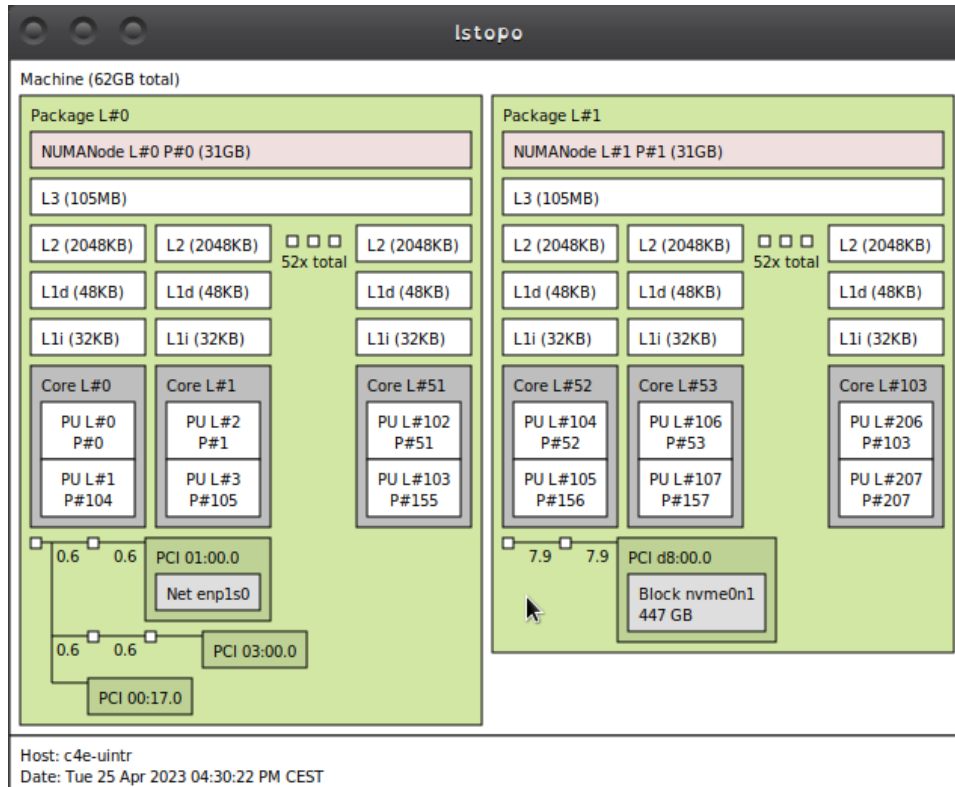 lstopo
Machine (62GB total)
Package L#0
NUMANode L#0 P#0 (31GB)
L3 (105MB)
L2 (2048KB)
L2 (2048KB)
52x total
L2 (2048KB)
L1d (48KB)
L1d (48KB)
L1d (48KB)
L1i (32KB)
L1i (32KB)
L1i (32KB)
Core L#0
PU L#0
P#0
PU L#1
P#104
Core L#1
PU L#2
P#1
PU L#3
P#105
Core L#51
PU L#102
P#51
PU L#103
P#155
0.6
0.6
PCI 01:00.0
Net enp1s0
0.6
0.6
PCI 03:00.0
PCI 00:17.0
Package L#1
NUMANode L#1 P#1 (31GB)
L3 (105MB)
L2 (2048KB)
L2 (2048KB)
52x total
L2 (2048KB)
L1d (48KB)
L1d (48KB)
L1d (48KB)
L1i (32KB)
L1i (32KB)
L1i (32KB)
Core L#52
PU L#104
P#52
PU L#105
P#156
Core L#53
PU L#106
P#53
PU L#107
P#157
Core L#103
PU L#206
P#103
PU L#207
P#207
7.9
7.9
PCI d8:00.0
Block nvme0n1
447 GB
Host: c4e-uintr
Date: Tue 25 Apr 2023 04:30:22 PM CEST